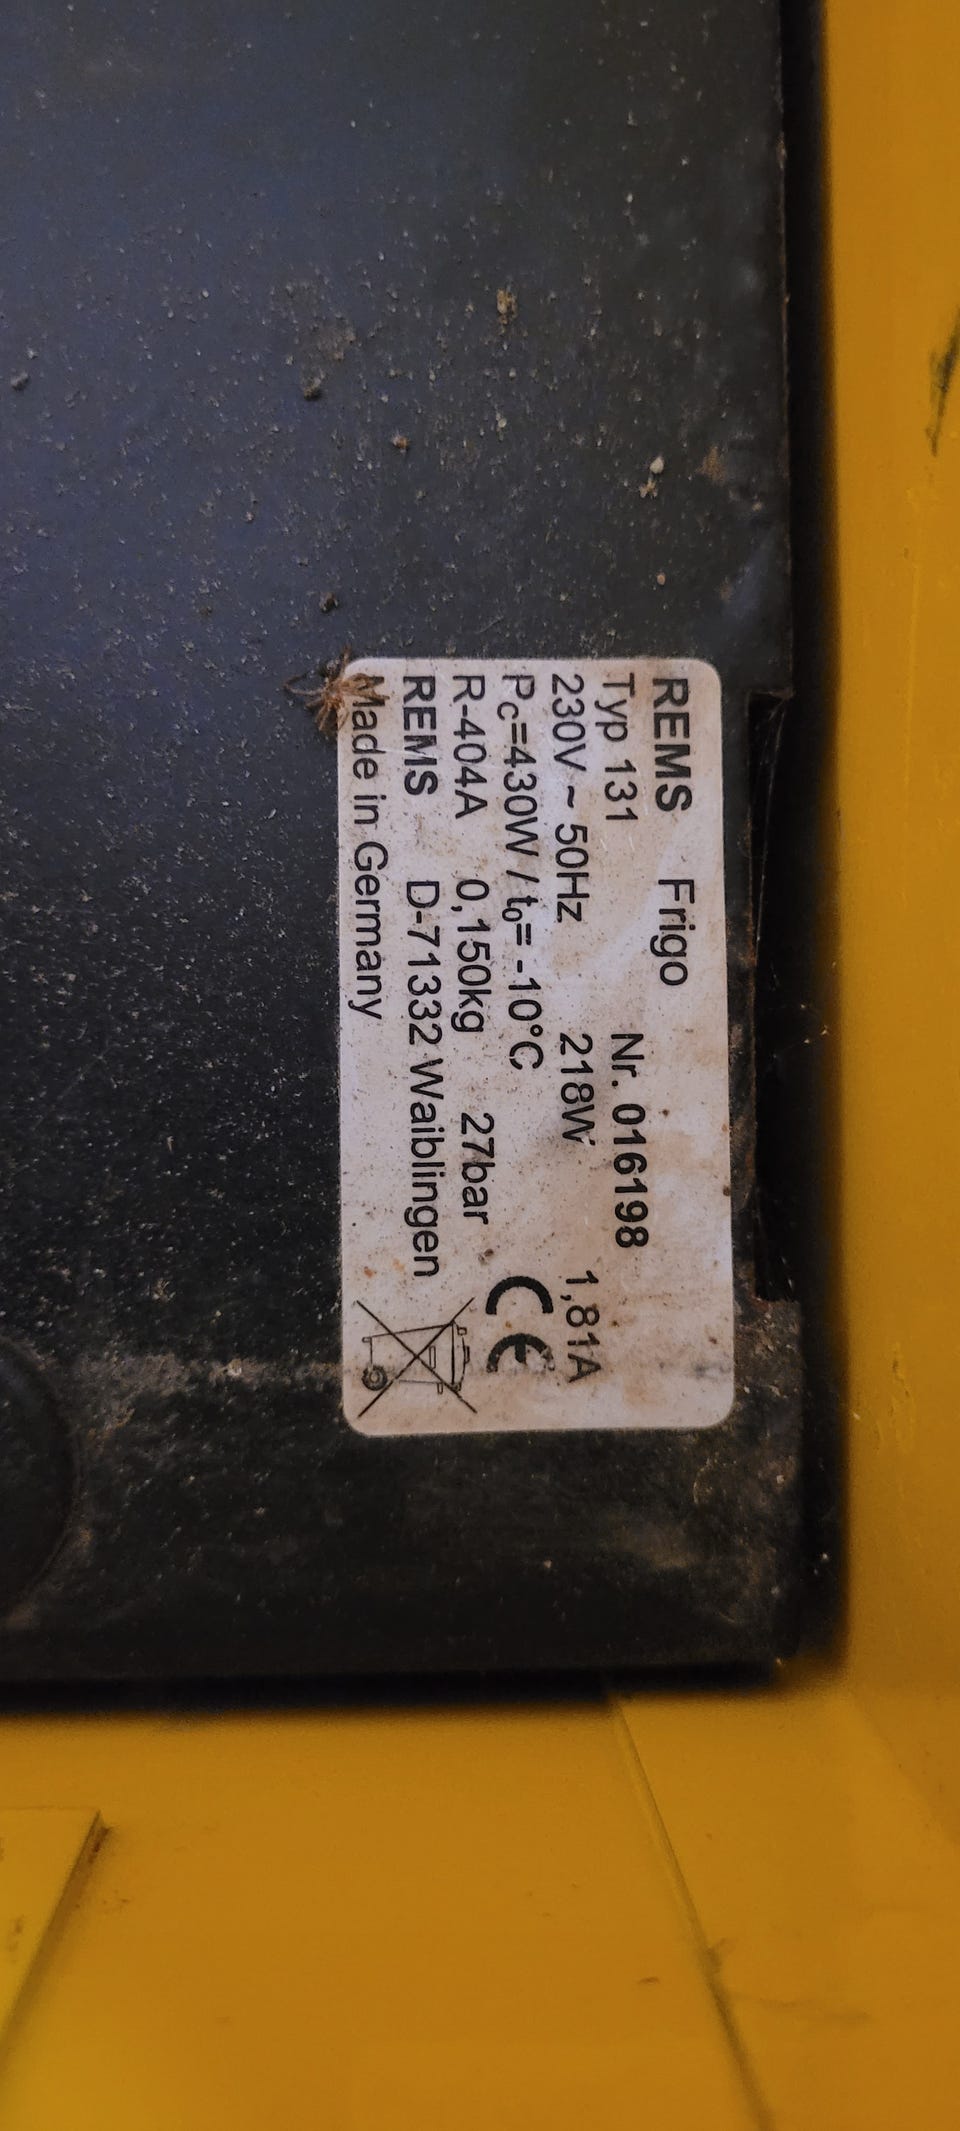 REMS Frigo
Typ 131 Nr. 016198
230V ~ 50Hz 218W 1,81A
Pc=430W / t₀= -10°C
R-404A 0,150kg 27bar CE
REMS D-71332 Waiblingen
Made in Germany